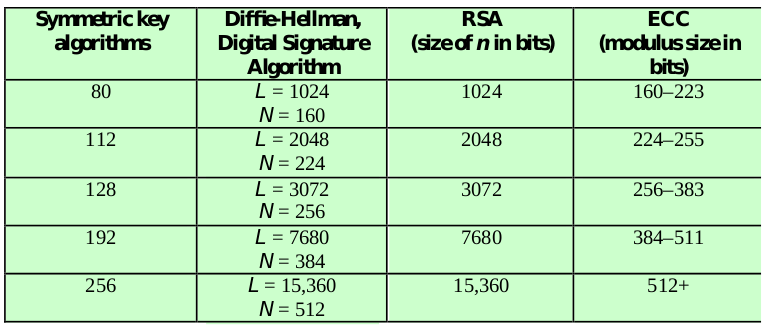 Symmetric key algorithms
Diffie-Hellman, Digital Signature Algorithm
RSA (size of n in bits)
ECC (modulus size in bits)
80
L = 1024
N = 160
1024
160–223
112
L = 2048
N = 224
2048
224–255
128
L = 3072
N = 256
3072
256–383
192
L = 7680
N = 384
7680
384–511
256
L = 15,360
N = 512
15,360
512+